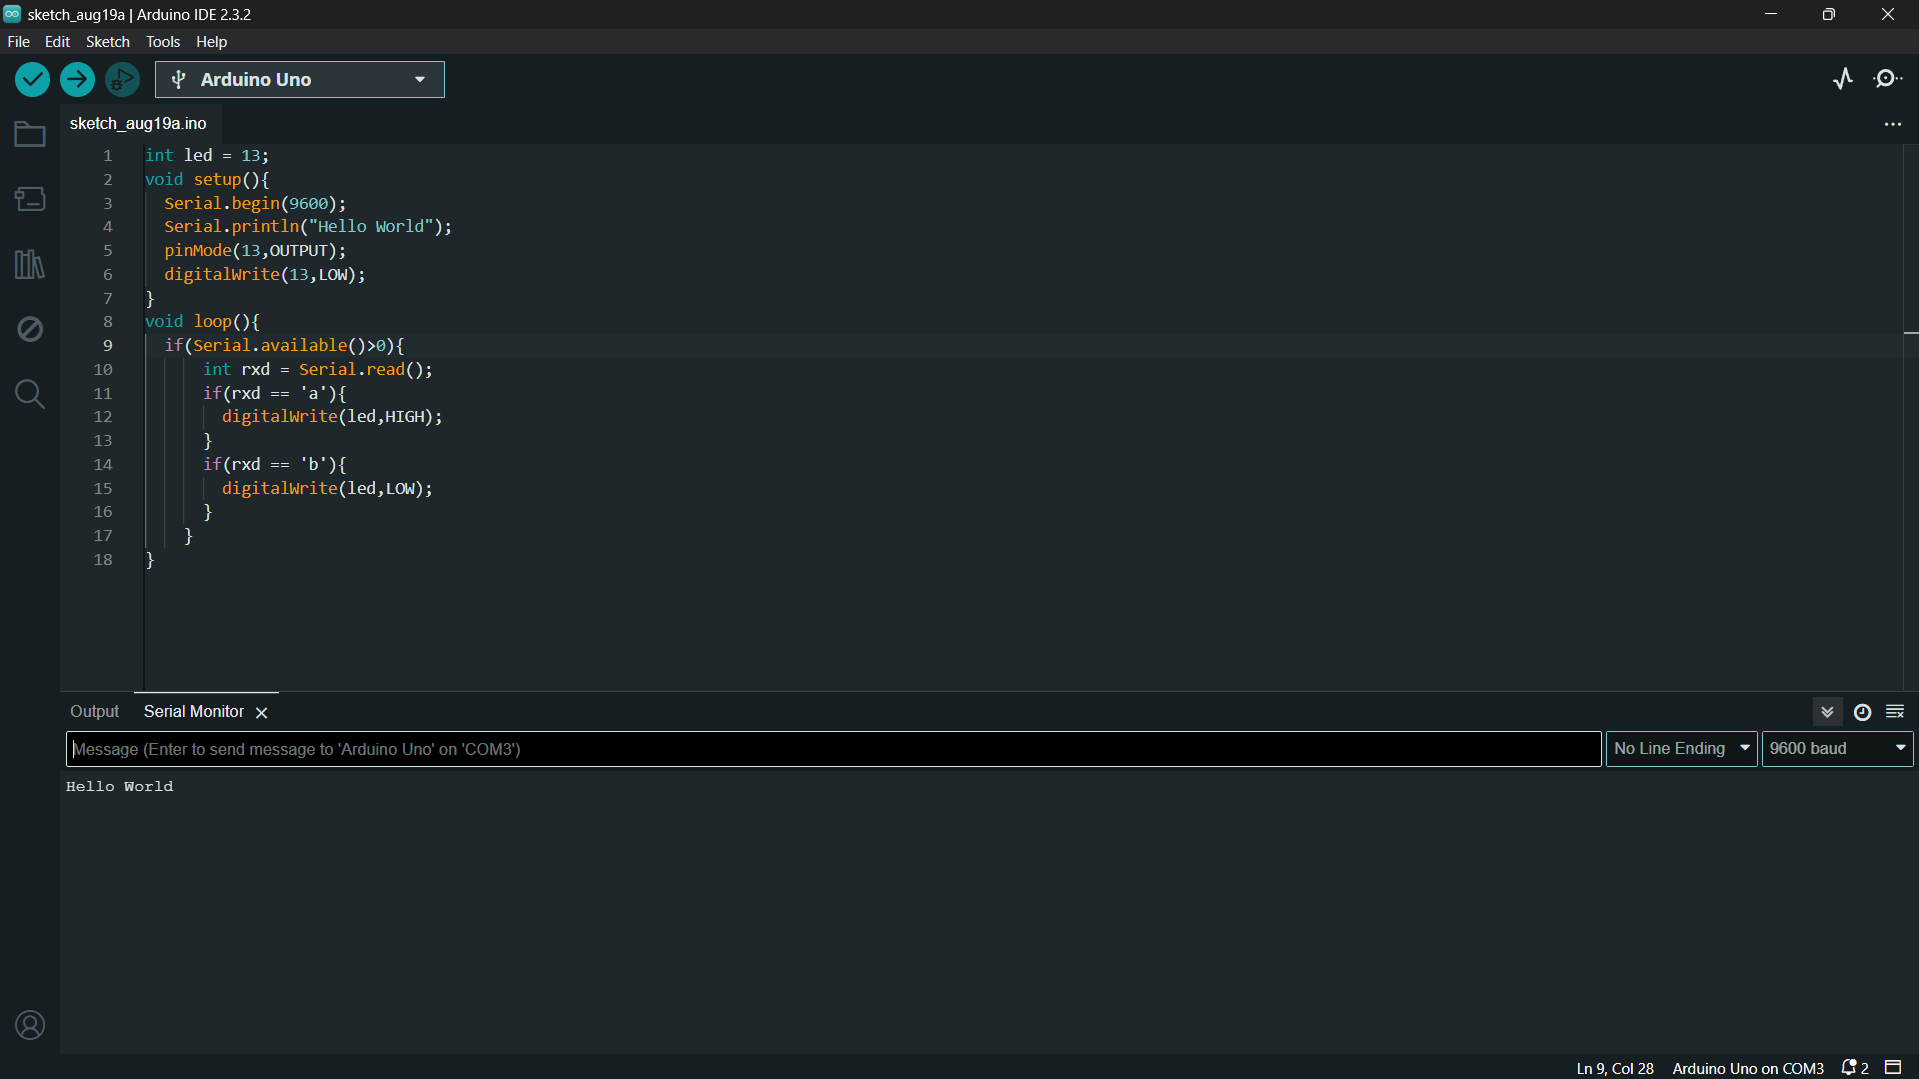 sketch_aug19a | Arduino IDE 2.3.2
File Edit Sketch Tools Help
Arduino Uno
sketch_aug19a.ino
1 int led = 13;
2 void setup(){
3 Serial.begin(9600);
4 Serial.println("Hello World");
5 pinMode(13,OUTPUT);
6 digitalWrite(13,LOW);
7 }
8 void loop(){
9 if(Serial.available()>0){
10 int rxd = Serial.read();
11 if(rxd == 'a'){
12 digitalWrite(led,HIGH);
13 }
14 if(rxd == 'b'){
15 digitalWrite(led,LOW);
16 }
17 }
18 }
Output Serial Monitor
Message (Enter to send message to 'Arduino Uno' on 'COM3') No Line Ending 9600 baud
Hello World
Ln 9, Col 28 Arduino Uno on COM3 2